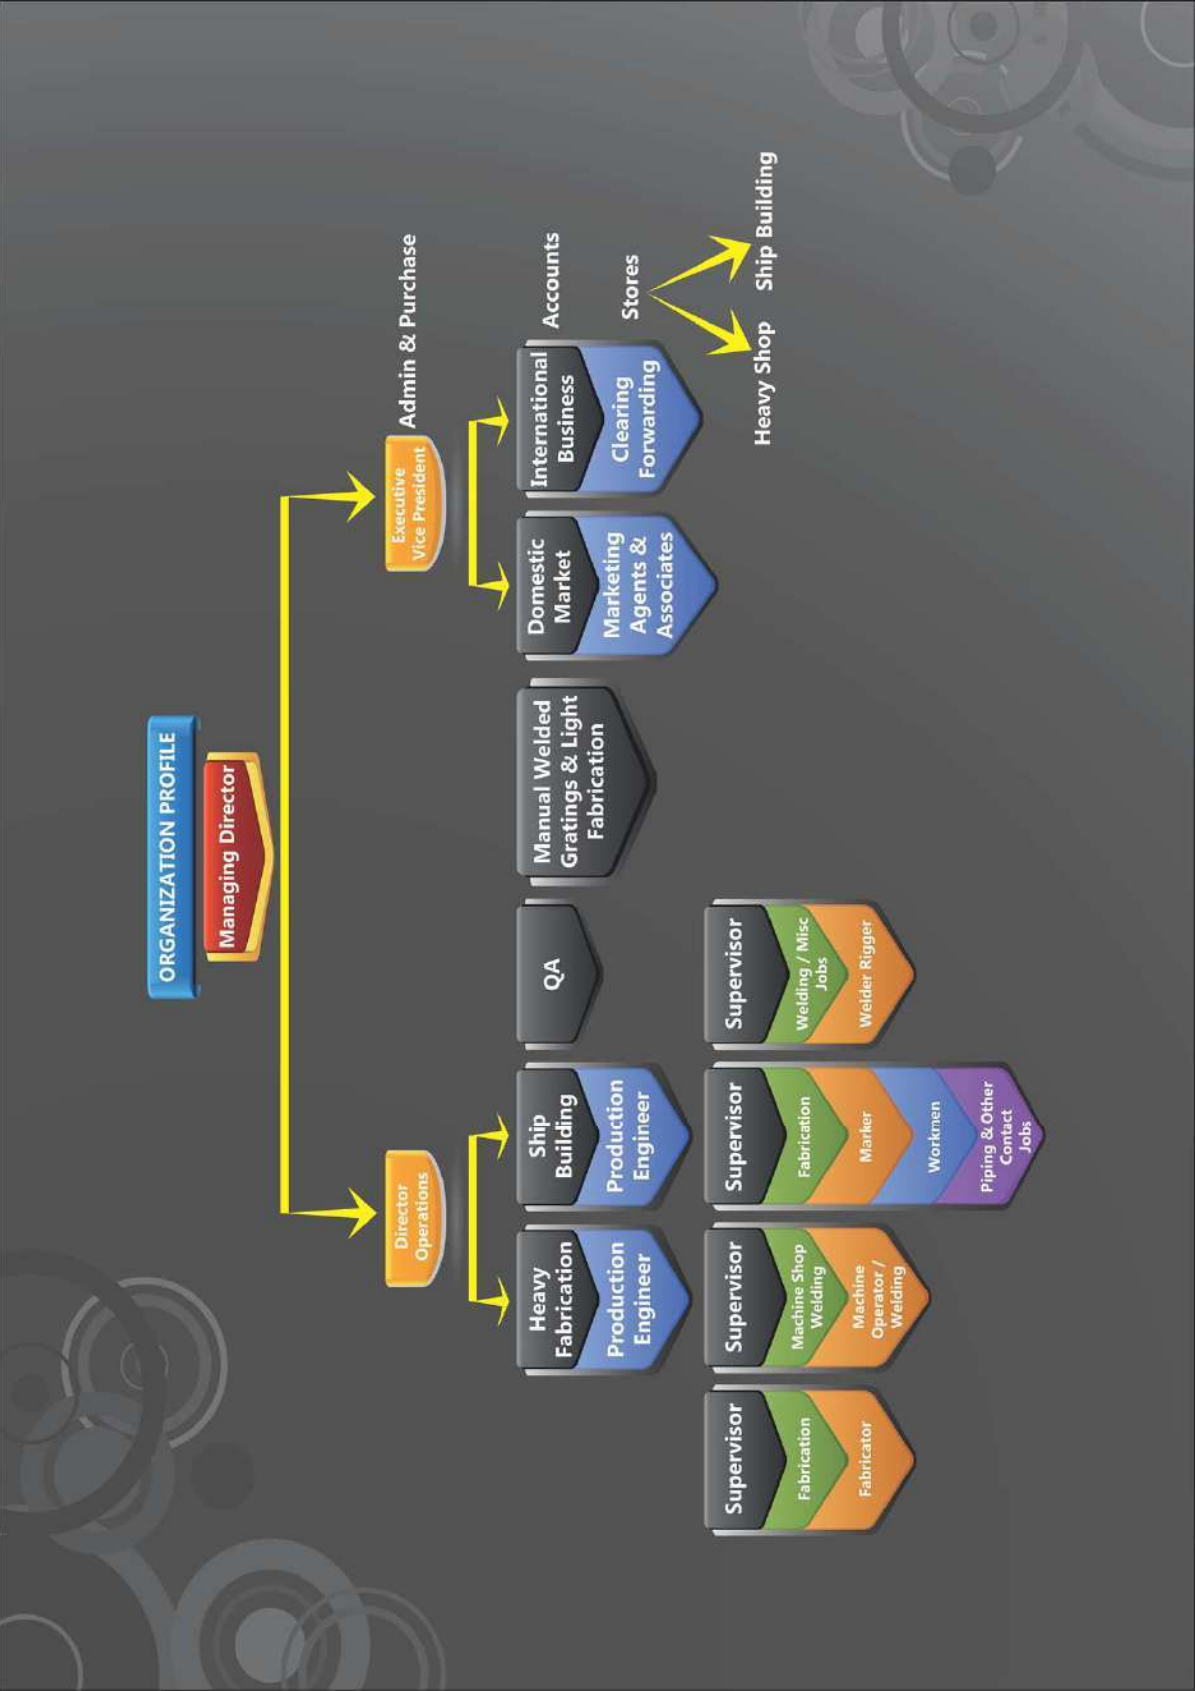 ORGANIZATION PROFILE
Managing Director
Director
Operations
Executive
Vice President
Admin & Purchase
Heavy
Fabrication
Production
Engineer
Ship
Building
Production
Engineer
QA
Manual Welded
Gratings & Light
Fabrication
Domestic
Market
Marketing
Agents &
Associates
International
Business
Clearing
Forwarding
Accounts
Stores
Heavy Shop
Ship Building
Supervisor
Fabrication
Fabricator
Supervisor
Machine Shop
Welding
Machine
Operator /
Welding
Supervisor
Fabrication
Marker
Workmen
Piping & Other
Contact
Jobs
Supervisor
Welding / Misc
Jobs
Welder Rigger